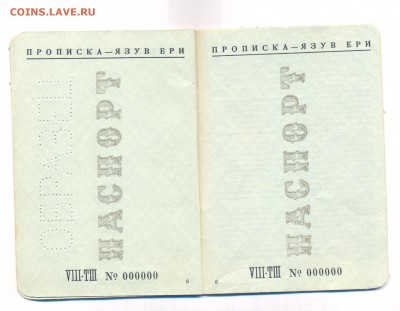 COINS.LAVE.RU
ПРОПИСКА—ЯЗУВ ЕРИ
ОБРАЗЕЦ
ПАСПОРТ
VIII-ТШ № 000000
8
ПРОПИСКА—ЯЗУВ ЕРИ
ПАСПОРТ
VIII-ТШ № 000000